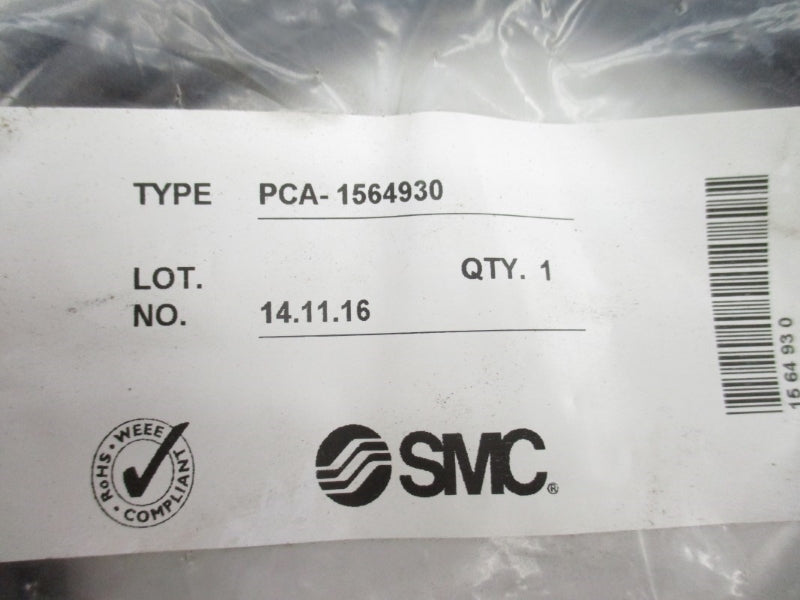 TYPE PCA- 1564930
LOT. QTY. 1
NO. 14.11.16
RoHS · WEEE · COMPLIANT
SMC®
15 64 93 0